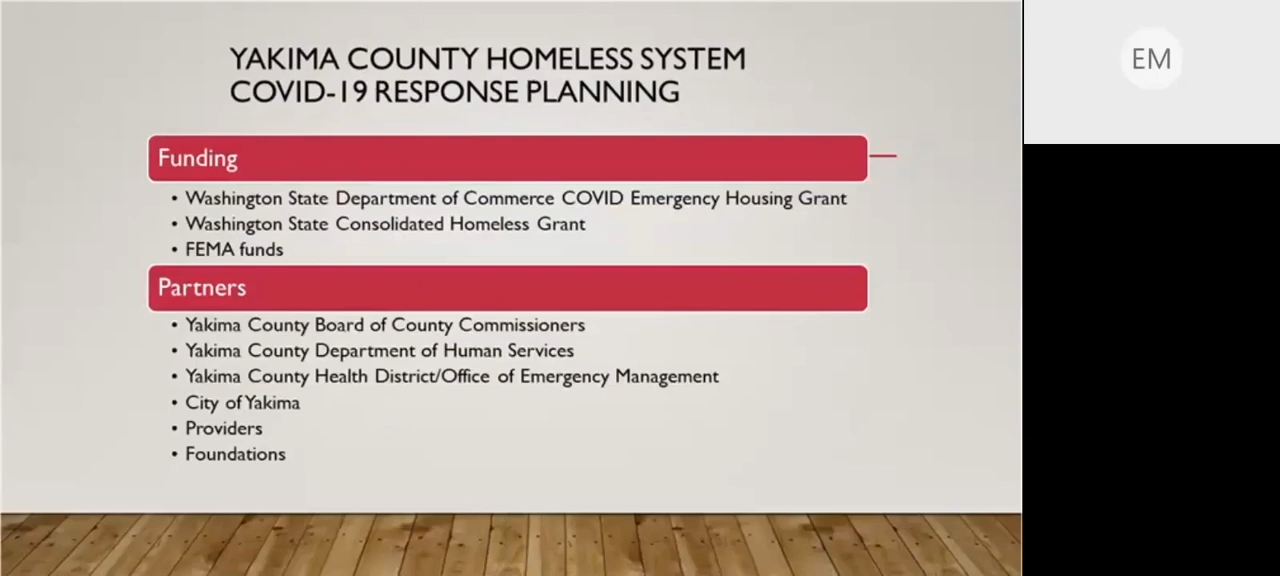 YAKIMA COUNTY HOMELESS SYSTEM
COVID-19 RESPONSE PLANNING
Funding
• Washington State Department of Commerce COVID Emergency Housing Grant
• Washington State Consolidated Homeless Grant
• FEMA funds
Partners
• Yakima County Board of County Commissioners
• Yakima County Department of Human Services
• Yakima County Health District/Office of Emergency Management
• City of Yakima
• Providers
• Foundations
EM